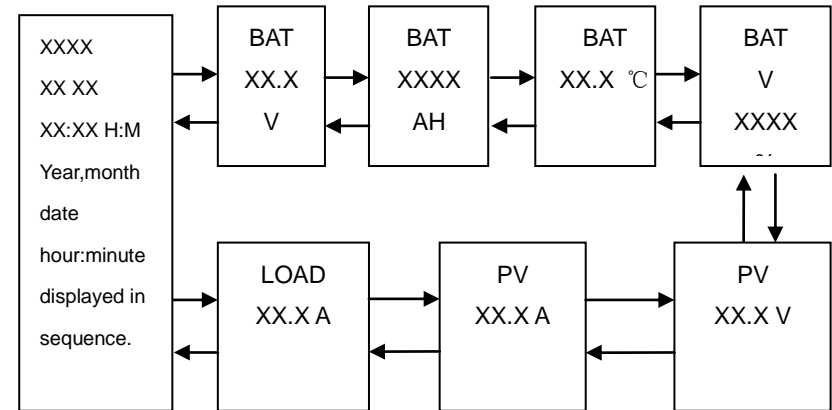 XXXX
XX XX
XX:XX H:M
Year,month
date
hour:minute
displayed in
sequence.
BAT
XX.X
V
BAT
XXXX
AH
BAT
XX.X ℃
BAT
V
XXXX
LOAD
XX.X A
PV
XX.X A
PV
XX.X V